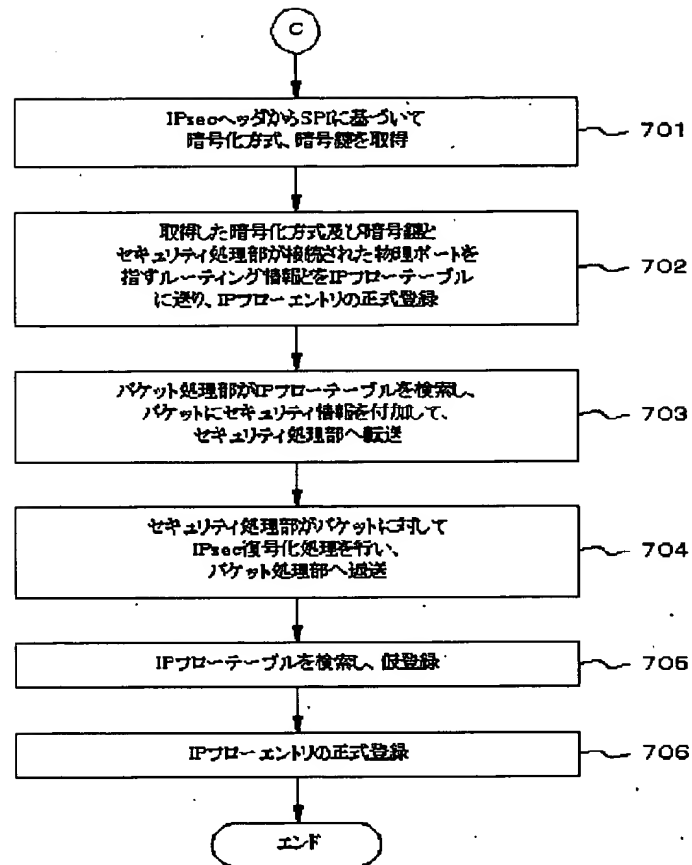 C
IPsecヘッダからSPIに基づいて
暗号化方式、暗号鍵を取得
701
取得した暗号化方式及び暗号鍵と
セキュリティ処理部が接続された物理ポートを
指すルーティング情報とをIPフローテーブル
に送り、IPフローエントリの正式登録
702
パケット処理部がIPフローテーブルを検索し、
パケットにセキュリティ情報を付加して、
セキュリティ処理部へ転送
703
セキュリティ処理部がパケットに対して
IPsec復号化処理を行い、
パケット処理部へ返送
704
IPフローテーブルを検索し、仮登録
705
IPフローエントリの正式登録
706
エンド